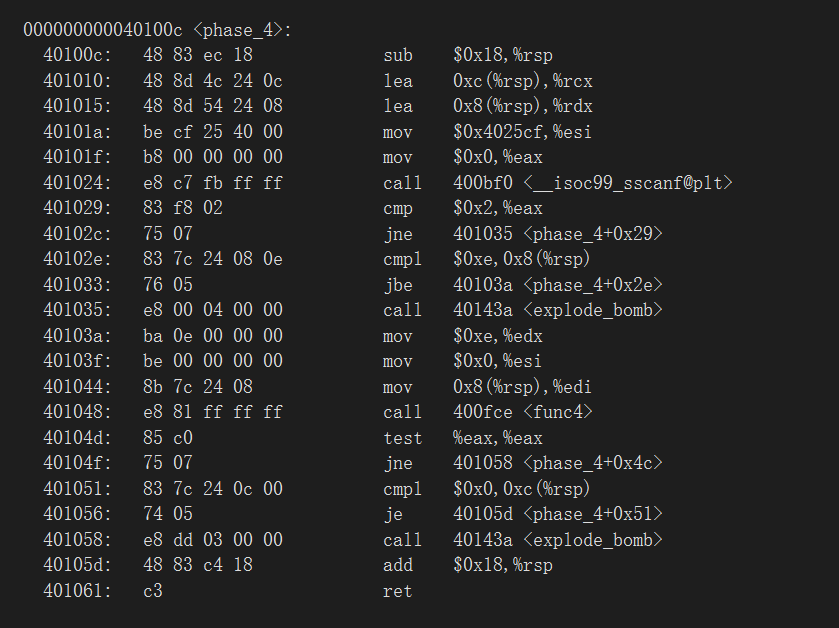 000000000040100c <phase_4>:
40100c: 48 83 ec 18 sub $0x18,%rsp
401010: 48 8d 4c 24 0c lea 0xc(%rsp),%rcx
401015: 48 8d 54 24 08 lea 0x8(%rsp),%rdx
40101a: be cf 25 40 00 mov $0x4025cf,%esi
40101f: b8 00 00 00 00 mov $0x0,%eax
401024: e8 c7 fb ff ff call 400bf0 <__isoc99_sscanf@plt>
401029: 83 f8 02 cmp $0x2,%eax
40102c: 75 07 jne 401035 <phase_4+0x29>
40102e: 83 7c 24 08 0e cmpl $0xe,0x8(%rsp)
401033: 76 05 jbe 40103a <phase_4+0x2e>
401035: e8 00 04 00 00 call 40143a <explode_bomb>
40103a: ba 0e 00 00 00 mov $0xe,%edx
40103f: be 00 00 00 00 mov $0x0,%esi
401044: 8b 7c 24 08 mov 0x8(%rsp),%edi
401048: e8 81 ff ff ff call 400fce <func4>
40104d: 85 c0 test %eax,%eax
40104f: 75 07 jne 401058 <phase_4+0x4c>
401051: 83 7c 24 0c 00 cmpl $0x0,0xc(%rsp)
401056: 74 05 je 40105d <phase_4+0x51>
401058: e8 dd 03 00 00 call 40143a <explode_bomb>
40105d: 48 83 c4 18 add $0x18,%rsp
401061: c3 ret